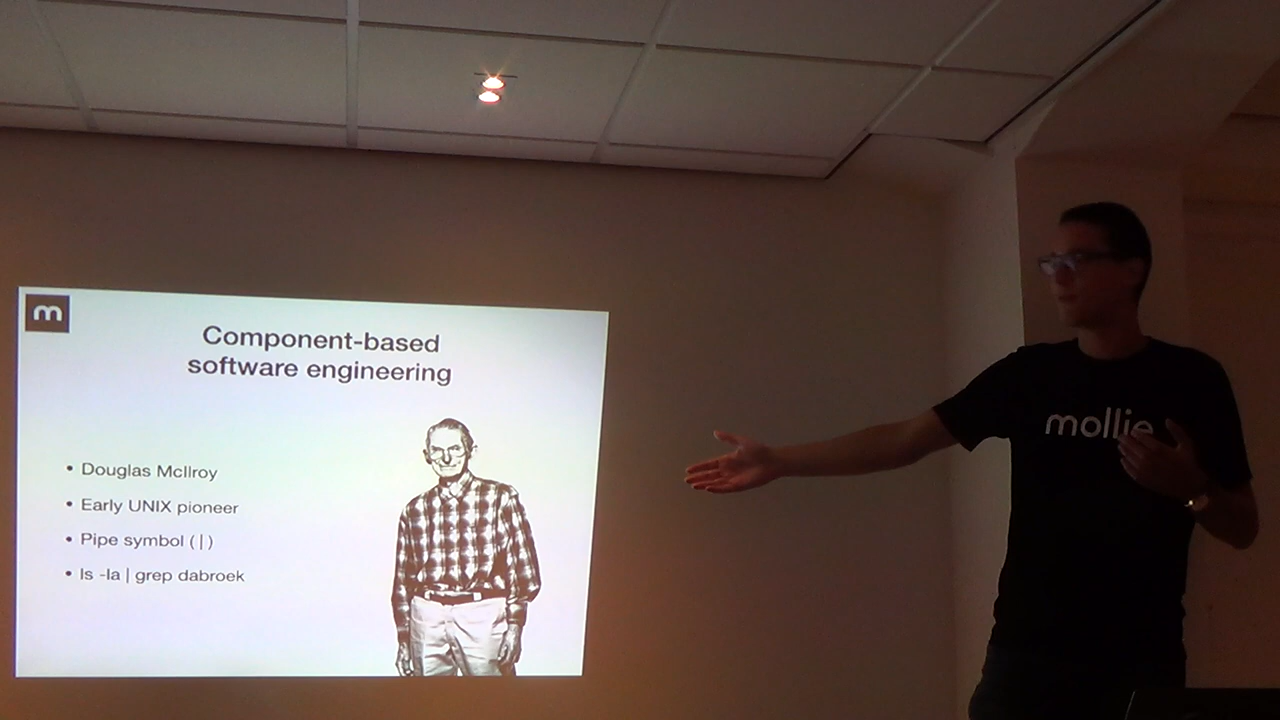 m
Component-based
software engineering
• Douglas McIlroy
• Early UNIX pioneer
• Pipe symbol ( | )
• ls -la | grep dabroek
mollie